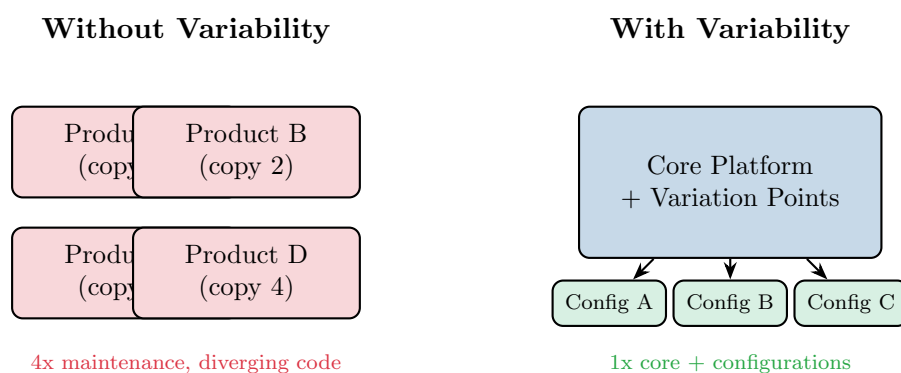 Without Variability
With Variability
Produ
(copy
Product B
(copy 2)
Produ
(copy
Product D
(copy 4)
4x maintenance, diverging code
Core Platform
+ Variation Points
Config A
Config B
Config C
1x core + configurations